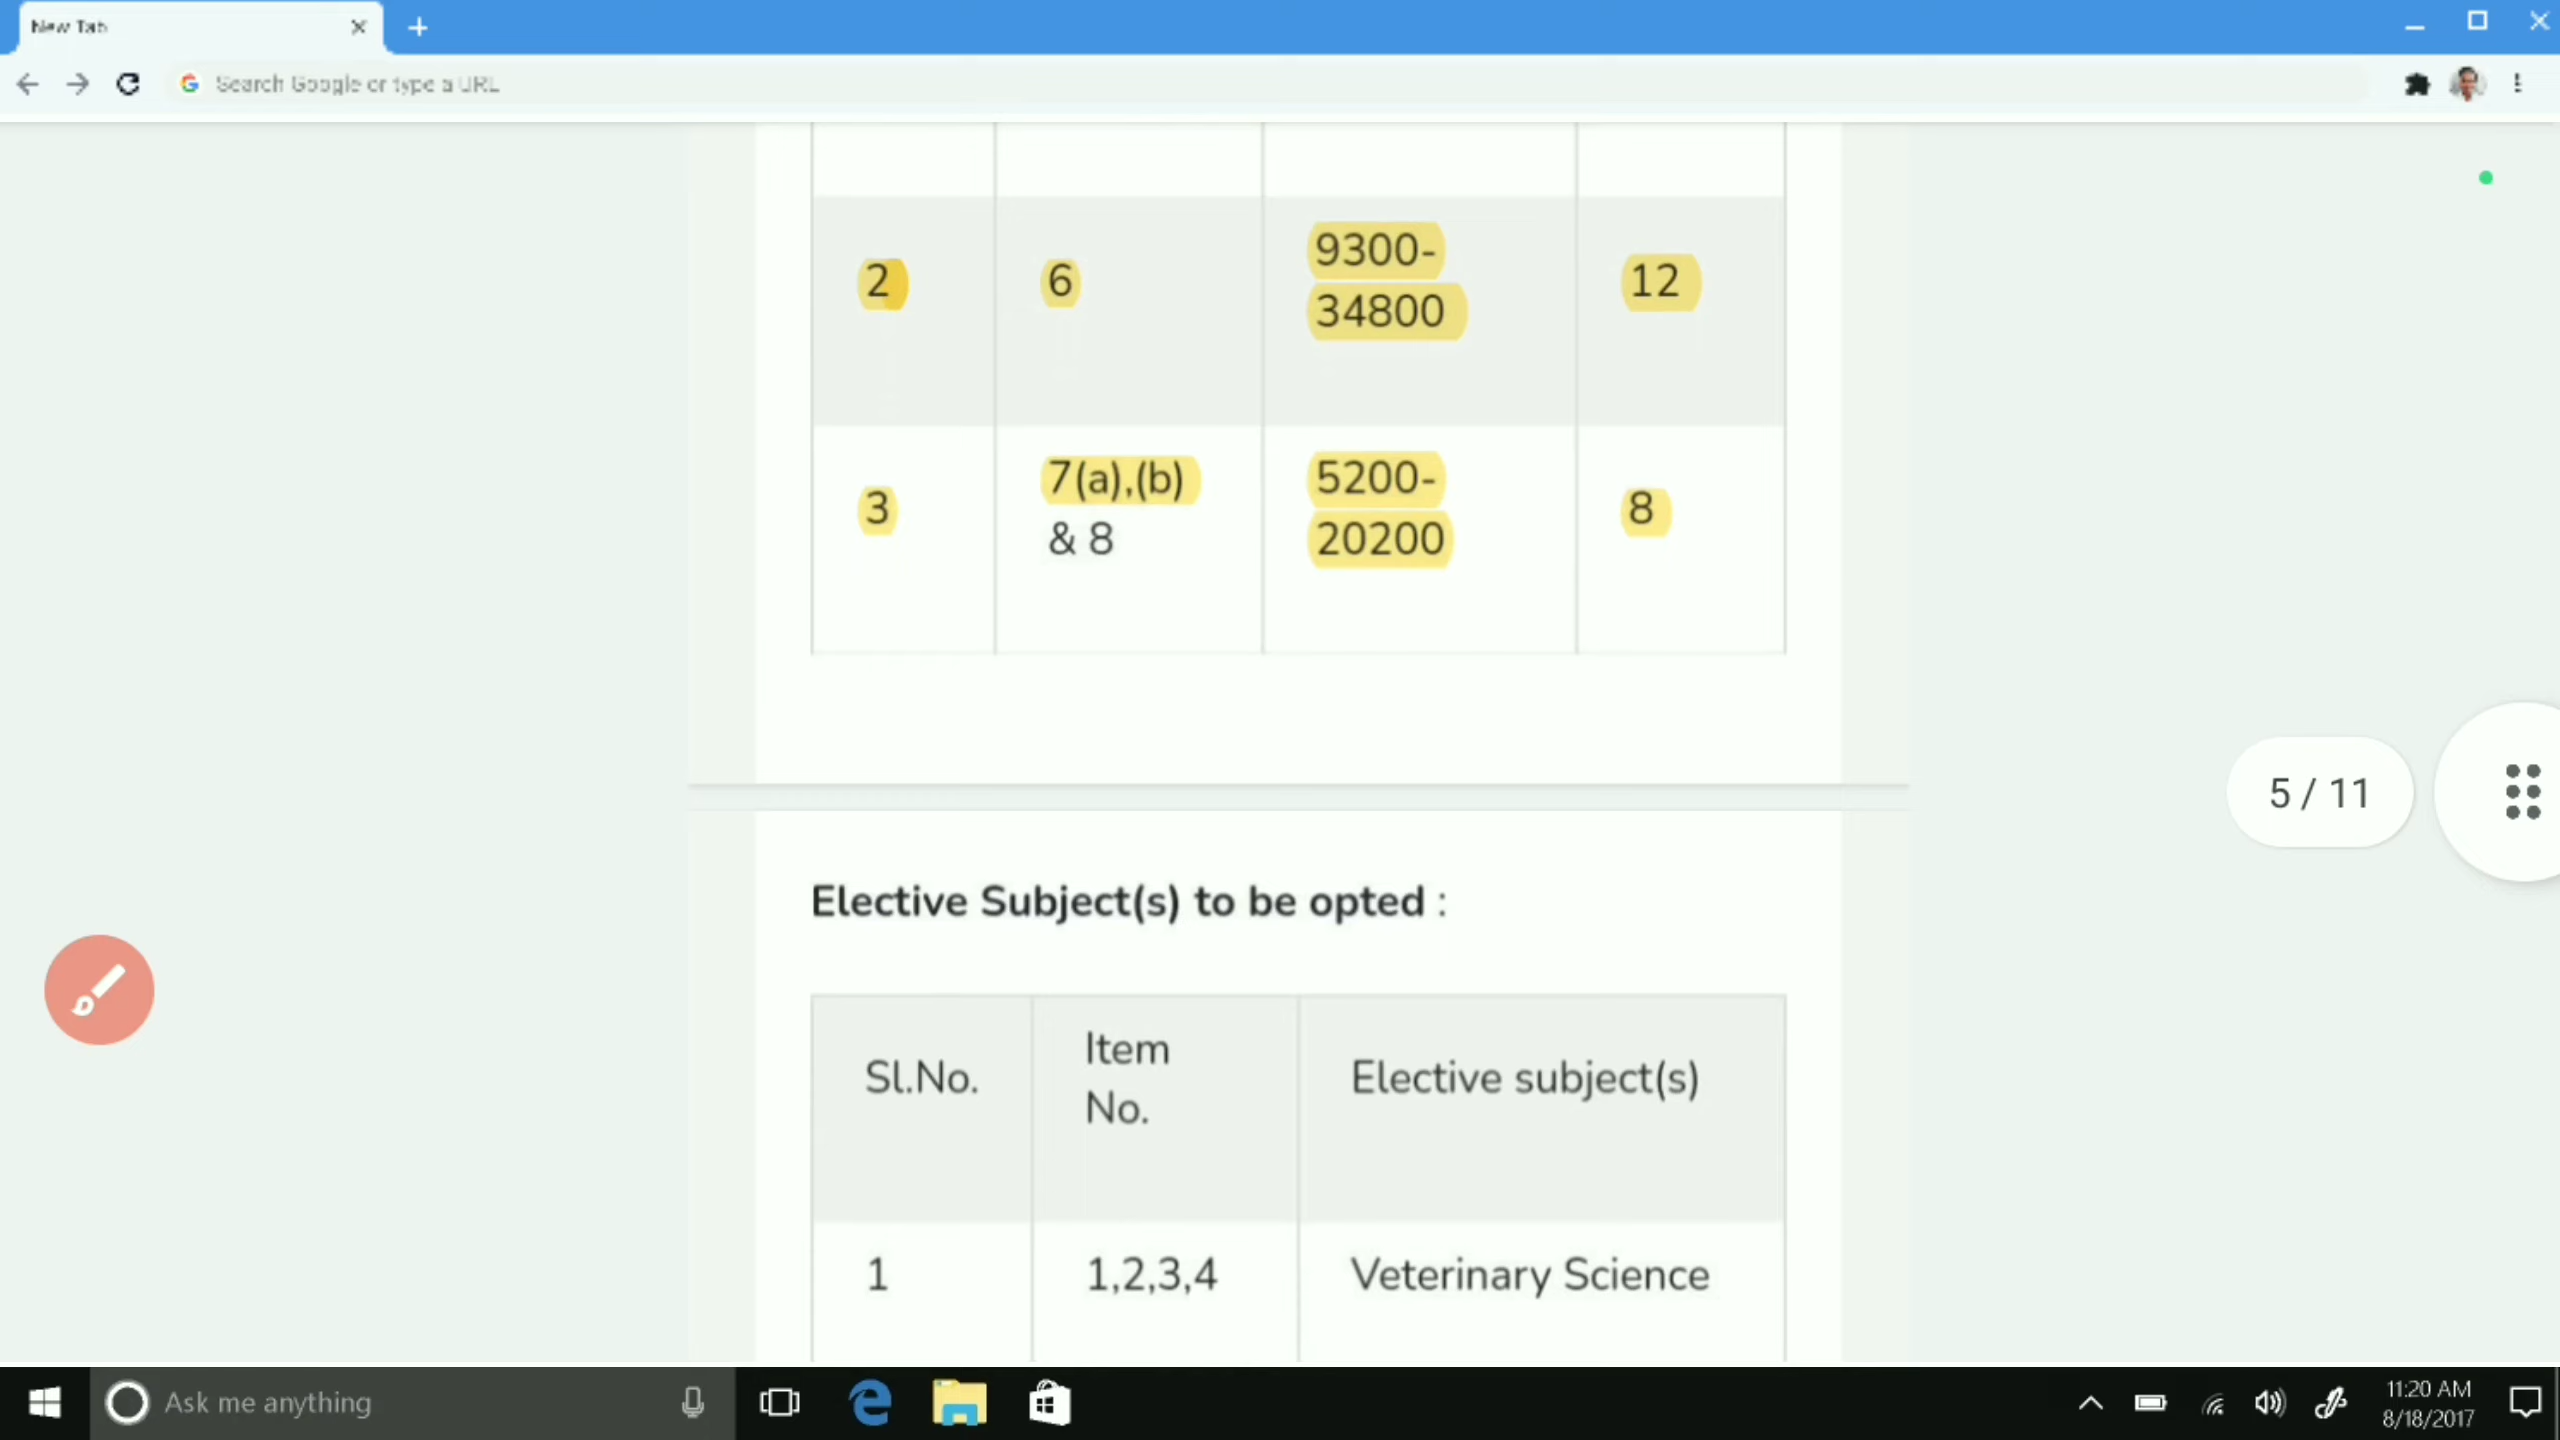 New Tab
Search Google or type a URL
2 6 9300- 12
34800
3 7(a),(b) 5200- 8
& 8 20200
5 / 11
Elective Subject(s) to be opted :
Sl.No. Item Elective subject(s)
No.
1 1,2,3,4 Veterinary Science
Ask me anything
11:20 AM
8/18/2017